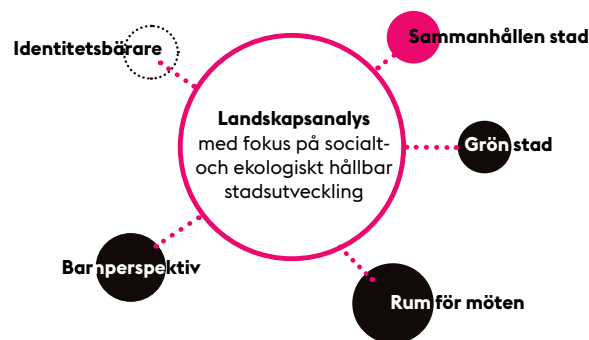 Identitetsbärare
Sammanhållen stad
Landskapsanalys
med fokus på socialt-
och ekologiskt hållbar
stadsutveckling
Grön stad
Barnperspektiv
Rum för möten